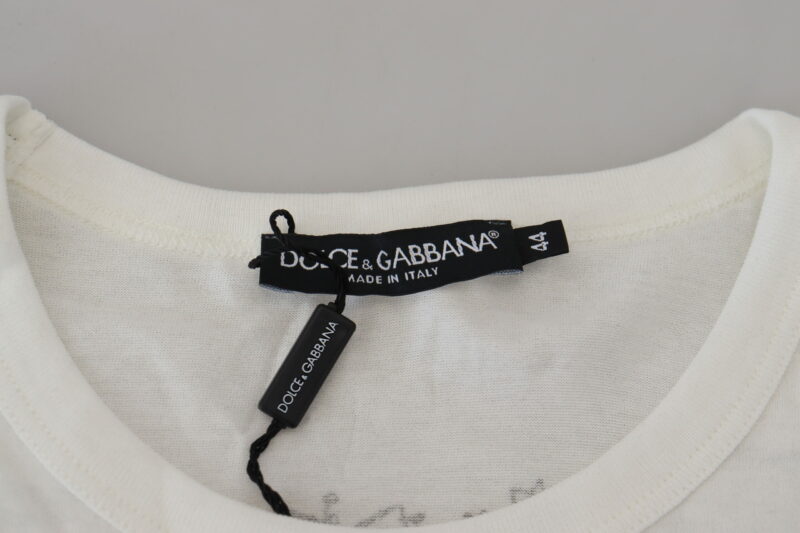 DOLCE & GABBANA®
MADE IN ITALY
44
DOLCE & GABBANA